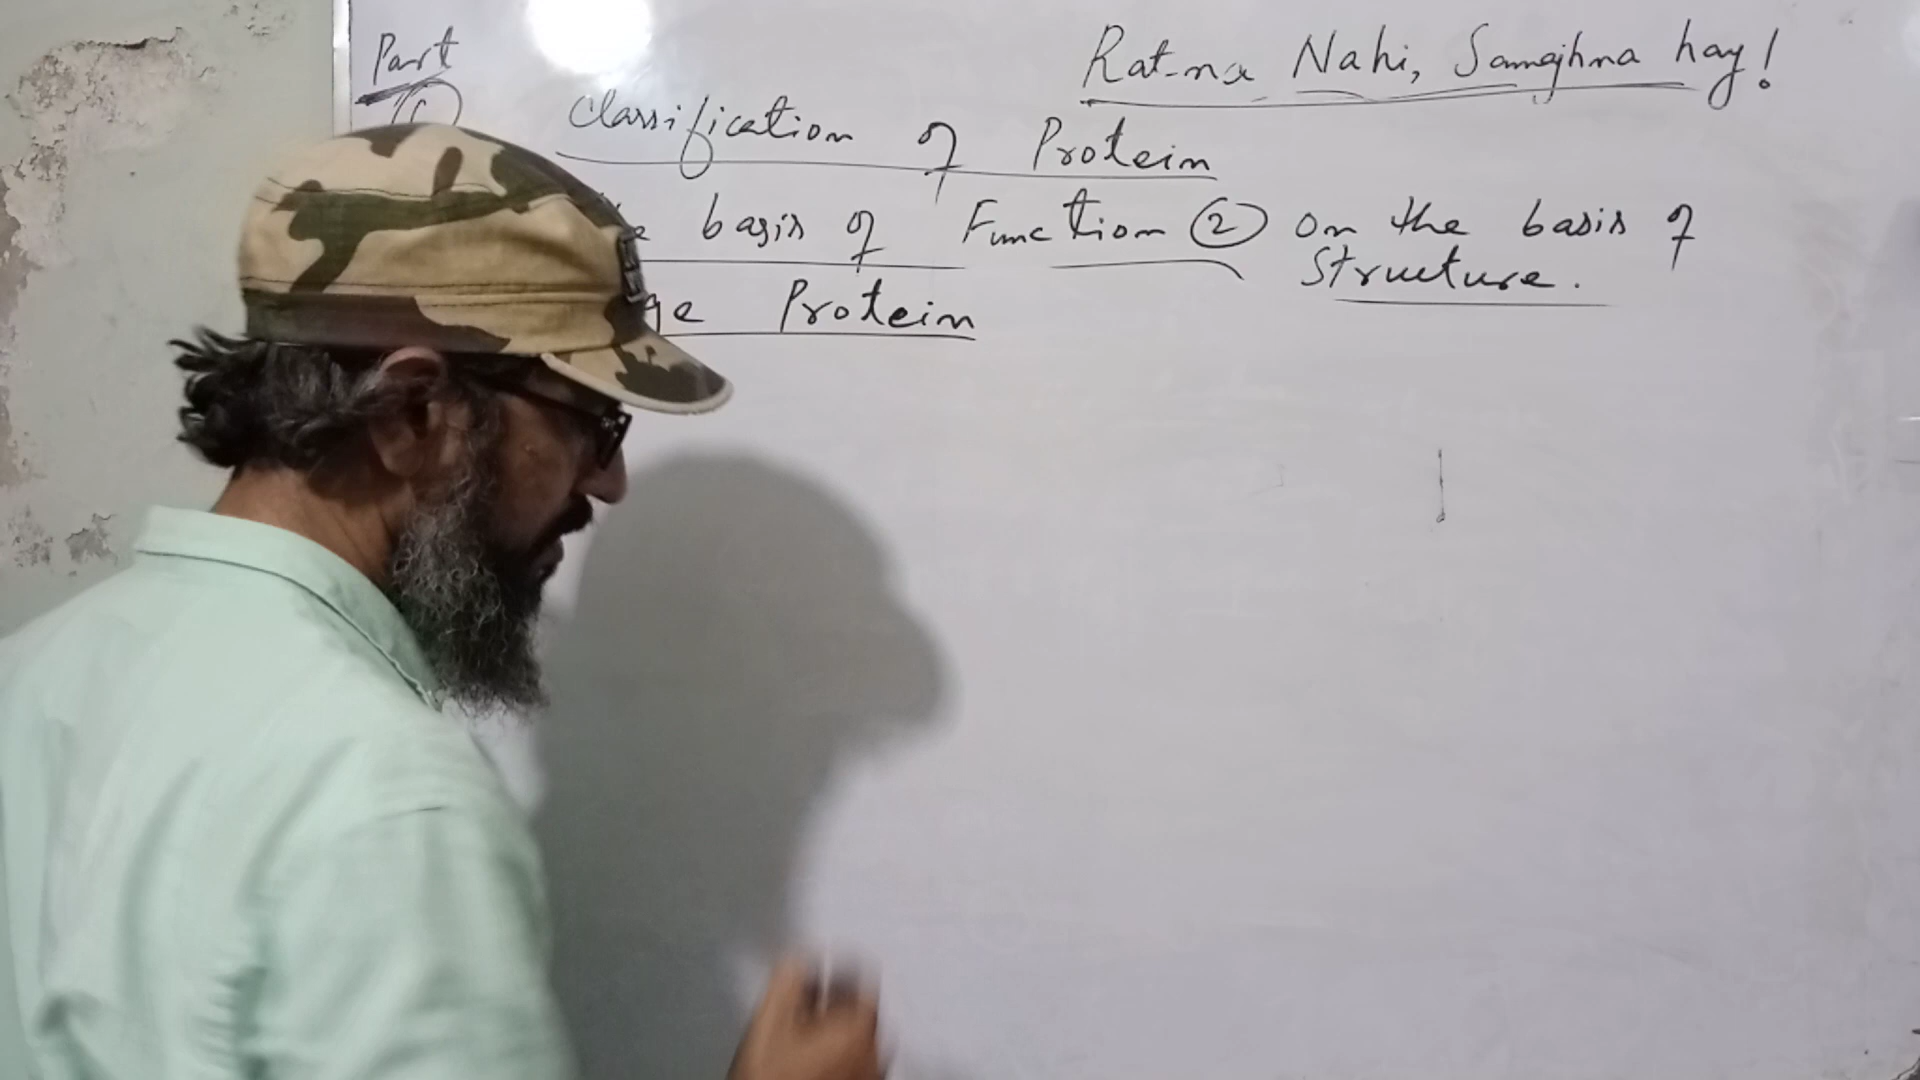 Part
Rat-na Nahi, Samajhna hay!
Classification of Protein
basis of Function ② on the basis of
Structure.
Protein